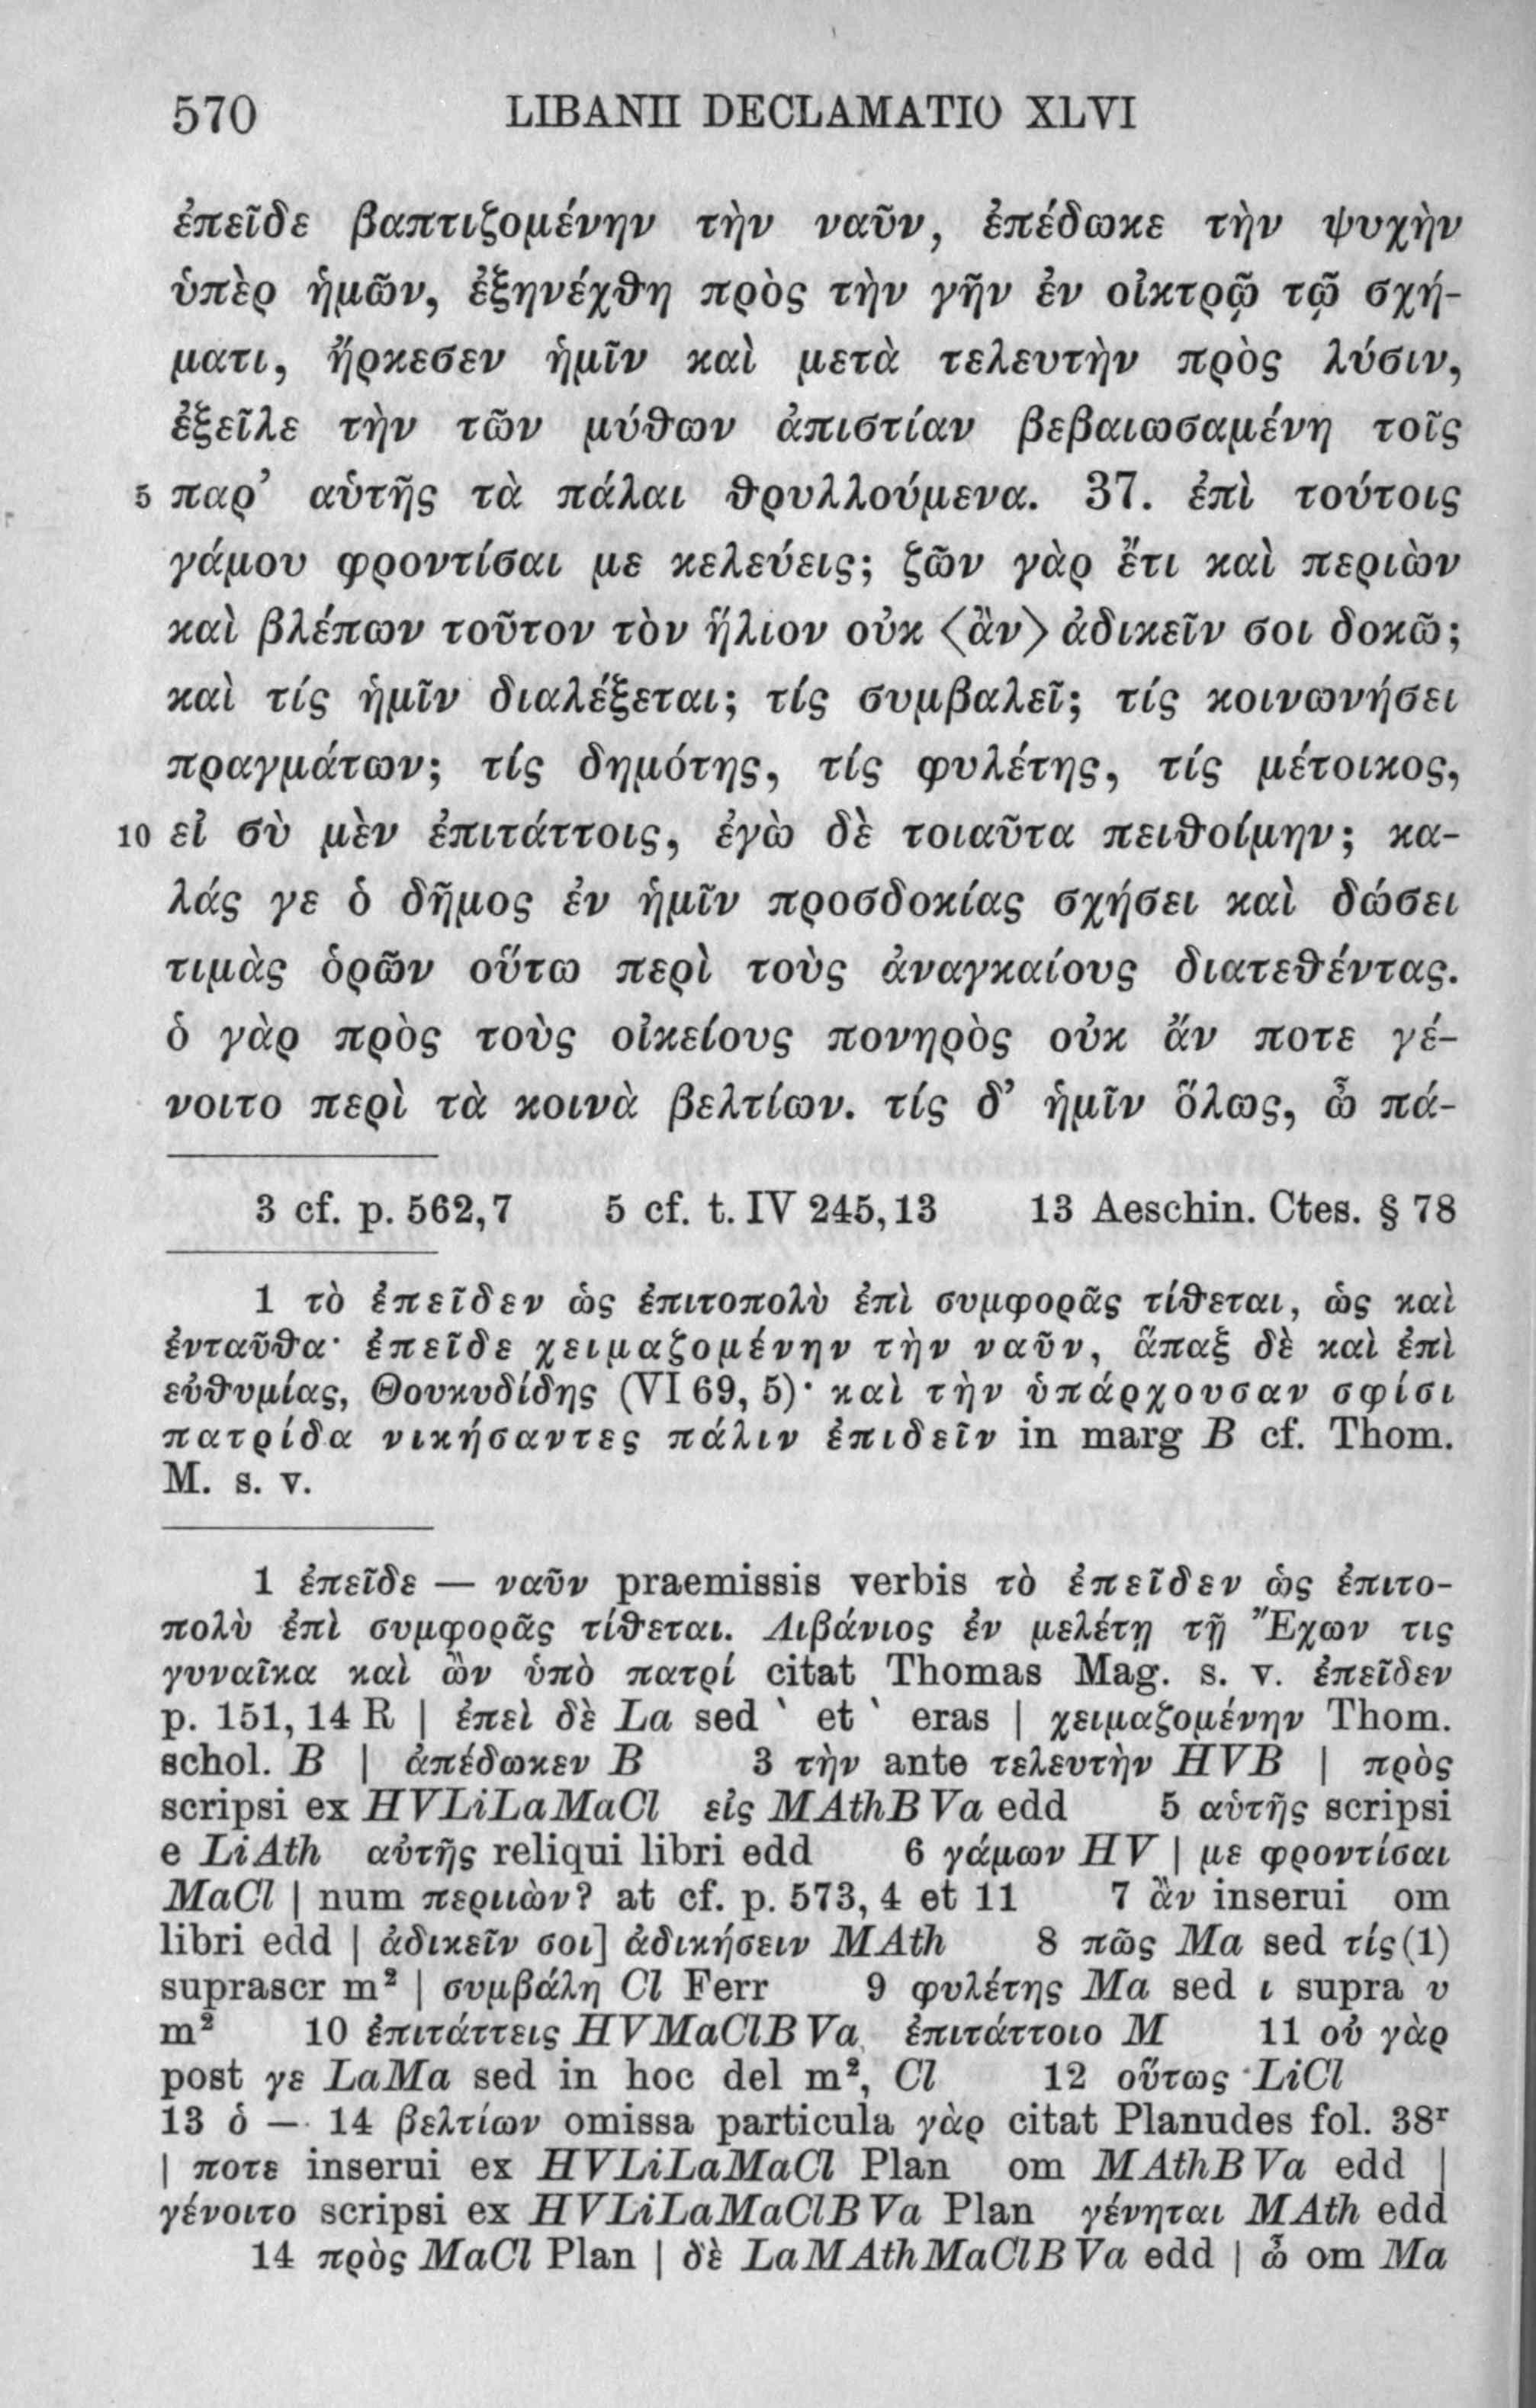 570 LIBANII DECLAMATIO XLVI
ἐπεῖδε βαπτιζομένην τὴν ναῦν, ἐπέδωκε τὴν ψυχὴν
ὑπὲρ ἡμῶν, ἐξηνέχθη πρὸς τὴν γῆν ἐν οἰκτρῷ τῷ σχή-
ματι, ἤρκεσεν ἡμῖν καὶ μετὰ τελευτὴν πρὸς λύσιν,
ἐξεῖλε τὴν τῶν μύθων ἀπιστίαν βεβαιωσαμένη τοῖς
5 παρ’ αὑτῆς τὰ πάλαι θρυλλούμενα. 37. ἐπὶ τούτοις
γάμου φροντίσαι με κελεύεις; ζῶν γὰρ ἔτι καὶ περιὼν
καὶ βλέπων τοῦτον τὸν ἥλιον οὐκ ⟨ἂν⟩ ἀδικεῖν σοι δοκῶ;
καὶ τίς ἡμῖν διαλέξεται; τίς συμβαλεῖ; τίς κοινωνήσει
πραγμάτων; τίς δημότης, τίς φυλέτης, τίς μέτοικος,
10 εἰ σὺ μὲν ἐπιτάττοις, ἐγὼ δὲ τοιαῦτα πειθοίμην; κα-
λάς γε ὁ δῆμος ἐν ἡμῖν προσδοκίας σχήσει καὶ δώσει
τιμὰς ὁρῶν οὕτω περὶ τοὺς ἀναγκαίους διατεθέντας.
ὁ γὰρ πρὸς τοὺς οἰκείους πονηρὸς οὐκ ἄν ποτε γέ-
νοιτο περὶ τὰ κοινὰ βελτίων. τίς δ’ ἡμῖν ὅλως, ὦ πά-
3 cf. p. 562,7 5 cf. t. IV 245,13 13 Aeschin. Ctes. § 78
1 τὸ ἐπεῖδεν ὡς ἐπιτοπολὺ ἐπὶ συμφορᾶς τίθεται, ὡς καὶ
ἐνταῦθα· ἐπεῖδε χειμαζομένην τὴν ναῦν, ἅπαξ δὲ καὶ ἐπὶ
εὐθυμίας, Θουκυδίδης (VI 69, 5)· καὶ τὴν ὑπάρχουσαν σφίσι
πατρίδα νικήσαντες πάλιν ἐπιδεῖν in marg B cf. Thom.
M. s. v.
1 ἐπεῖδε — ναῦν praemissis verbis τὸ ἐπεῖδεν ὡς ἐπιτο-
πολὺ ἐπὶ συμφορᾶς τίθεται. Λιβάνιος ἐν μελέτῃ τῇ Ἔχων τις
γυναῖκα καὶ ὢν ὑπὸ πατρί citat Thomas Mag. s. v. ἐπεῖδεν
p. 151, 14 R | ἐπεὶ δὲ La sed ` et ` eras | χειμαζομένην Thom.
schol. B | ἀπέδωκεν B 3 τὴν ante τελευτὴν HVB | πρὸς
scripsi ex HVLiLaMaCl εἰς MAthBVa edd 5 αὑτῆς scripsi
e LiAth αὐτῆς reliqui libri edd 6 γάμων HV | με φροντίσαι
MaCl | num περιιὼν? at cf. p. 573, 4 et 11 7 ἂν inserui om
libri edd | ἀδικεῖν σοι] ἀδικήσειν MAth 8 πῶς Ma sed τίς(1)
suprascr m² | συμβάλη Cl Ferr 9 φυλέτης Ma sed ι supra υ
m² 10 ἐπιτάττεις HVMaClBVa ἐπιτάττοιο M 11 οὐ γὰρ
post γε LaMa sed in hoc del m², Cl 12 οὕτως LiCl
13 ὁ — 14 βελτίων omissa particula γὰρ citat Planudes fol. 38ʳ
| ποτε inserui ex HVLiLaMaCl Plan om MAthBVa edd |
γένοιτο scripsi ex HVLiLaMaClBVa Plan γένηται MAth edd
14 πρὸς MaCl Plan | δὲ LaMAthMaClBVa edd | ὦ om Ma